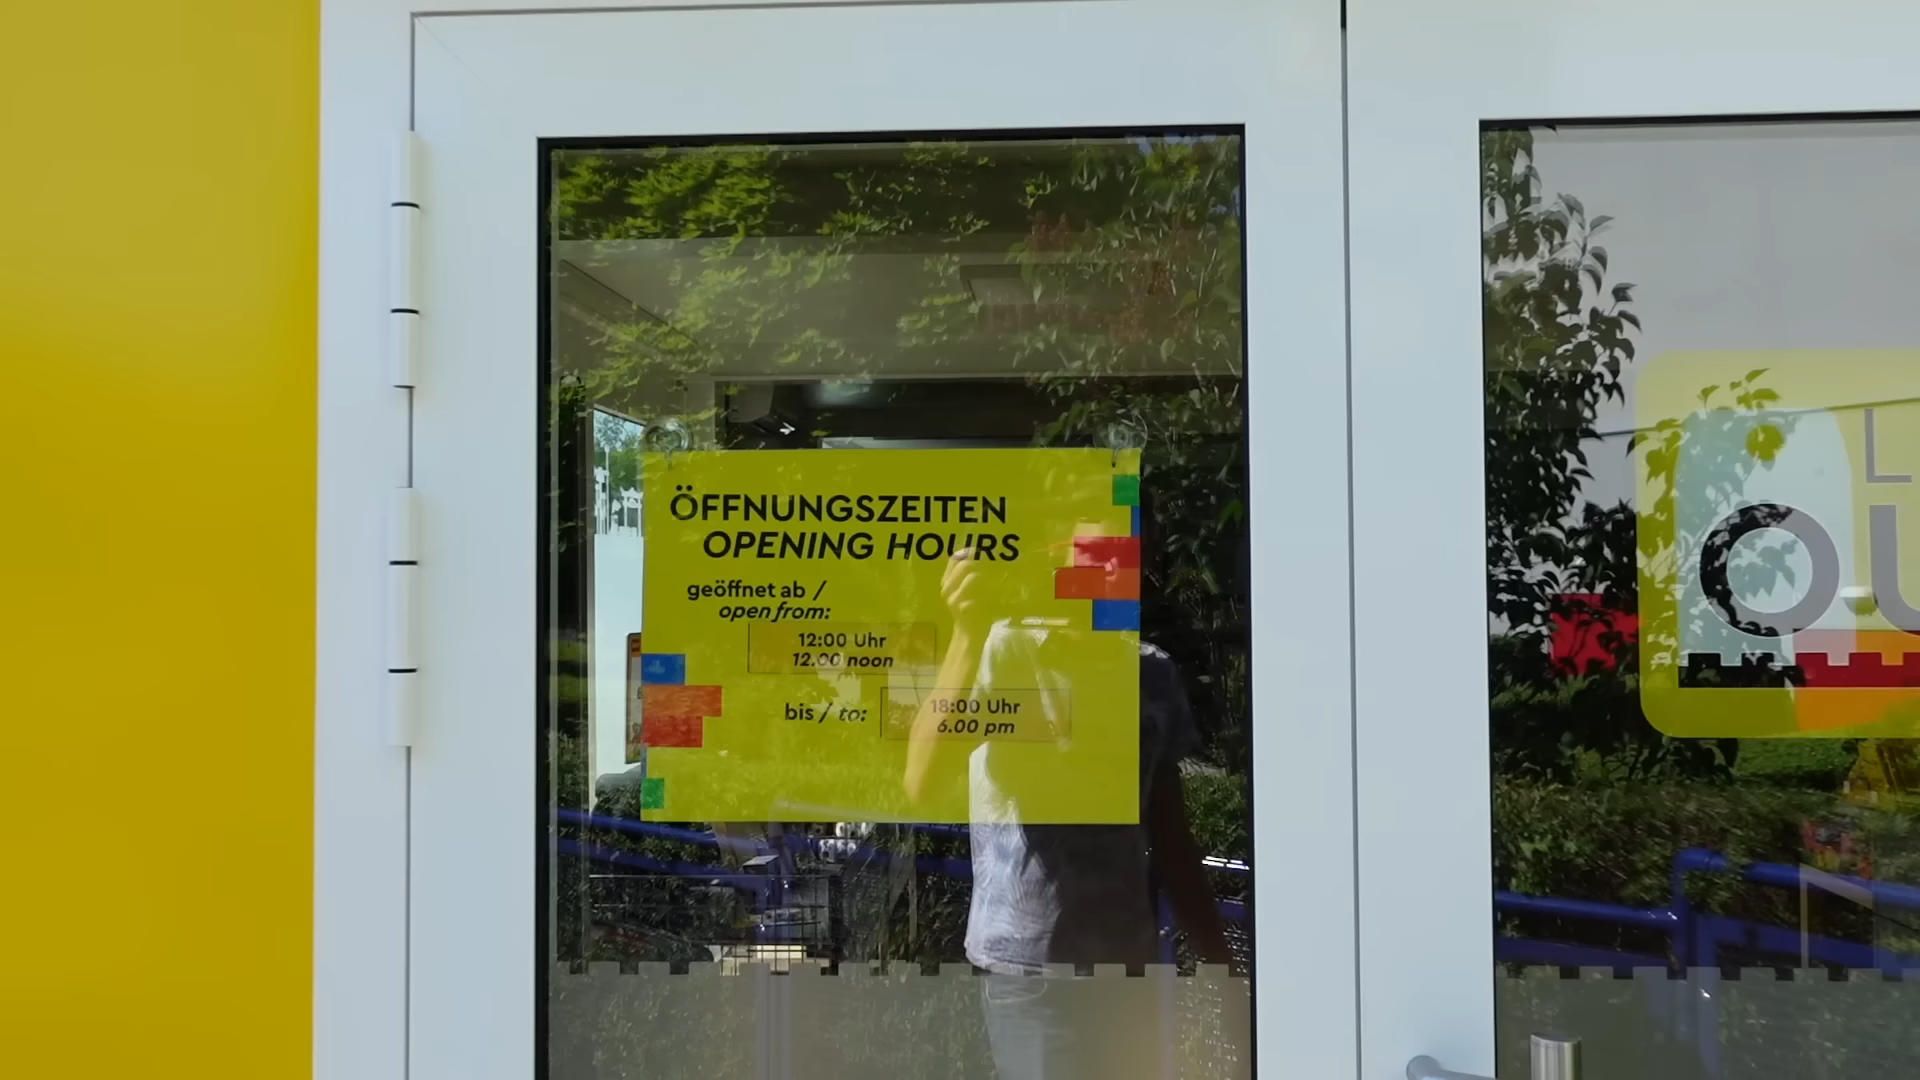 ÖFFNUNGSZEITEN
OPENING HOURS
geöffnet ab /
open from:
12:00 Uhr
12.00 noon
bis / to:
18:00 Uhr
6.00 pm
L
OU